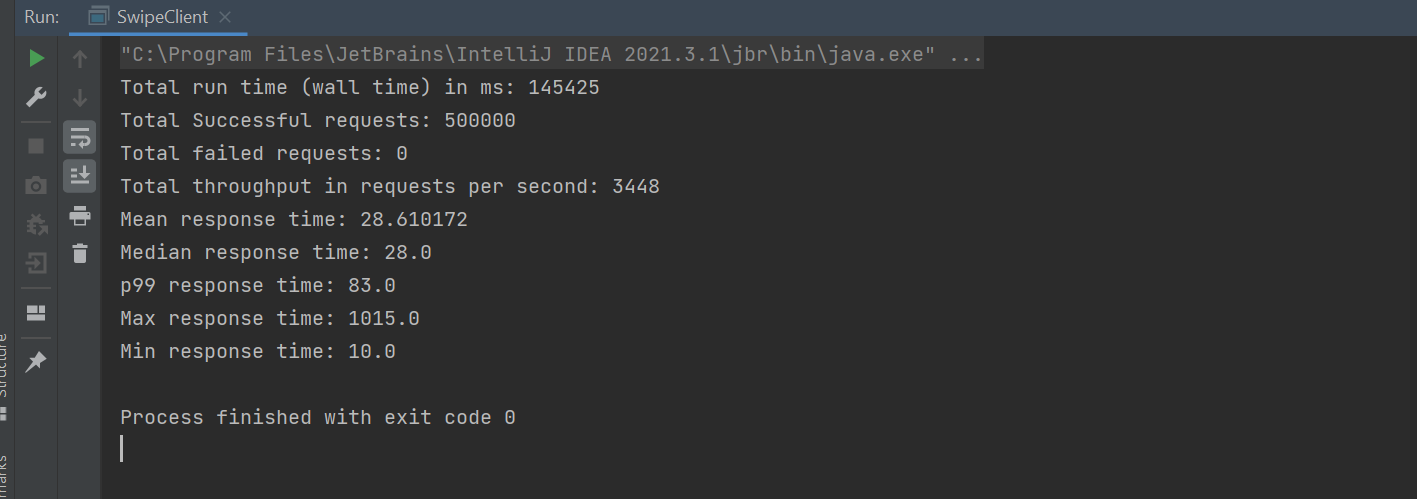 Run: SwipeClient
"C:\Program Files\JetBrains\IntelliJ IDEA 2021.3.1\jbr\bin\java.exe" ...
Total run time (wall time) in ms: 145425
Total Successful requests: 500000
Total failed requests: 0
Total throughput in requests per second: 3448
Mean response time: 28.610172
Median response time: 28.0
p99 response time: 83.0
Max response time: 1015.0
Min response time: 10.0
Process finished with exit code 0
Structure
marks